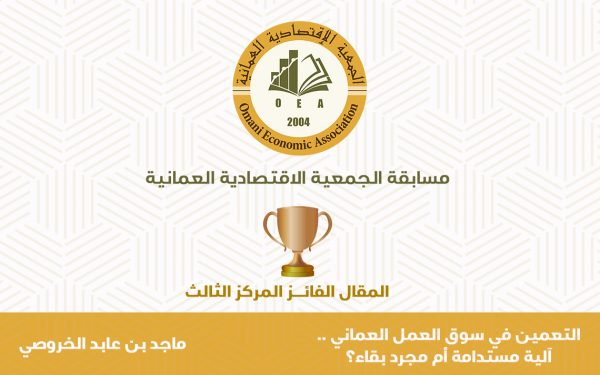 الجمعية الإقتصادية العمانية
O E A
2004
Omani Economic Association
مسابقة الجمعية الاقتصادية العمانية
المقال الفائز المركز الثالث
التعمين في سوق العمل العماني ..
آلية مستدامة أم مجرد بقاء؟
ماجد بن عابد الخروصي